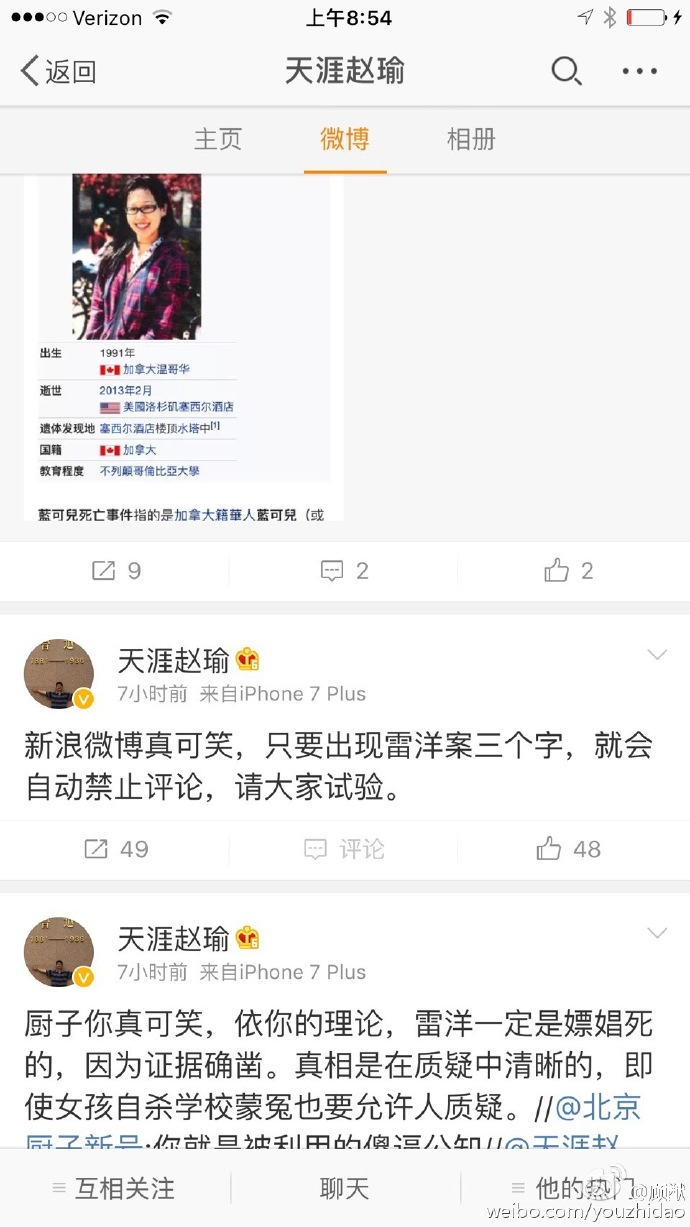 Verizon 上午8:54
返回 天涯赵瑜
主页 微博 相册
出生 1991年
加拿大温哥华
逝世 2013年2月
美國洛杉矶塞西尔酒店
遗体发现地 塞西尔酒店楼顶水塔中[1]
国籍 加拿大
教育程度 不列顛哥倫比亞大學
藍可兒死亡事件指的是加拿大籍華人藍可兒（或
9 2 2
天涯赵瑜
7小时前 来自iPhone 7 Plus
新浪微博真可笑，只要出现雷洋案三个字，就会
自动禁止评论，请大家试验。
49 评论 48
天涯赵瑜
7小时前 来自iPhone 7 Plus
厨子你真可笑，依你的理论，雷洋一定是嫖娼死
的，因为证据确凿。真相是在质疑中清晰的，即
使女孩自杀学校蒙冤也要允许人质疑。//@北京
厨子新号:你就是被利用的傻逼公知//@天涯赵
互相关注 聊天 他的热门
weibo.com/youzhidao